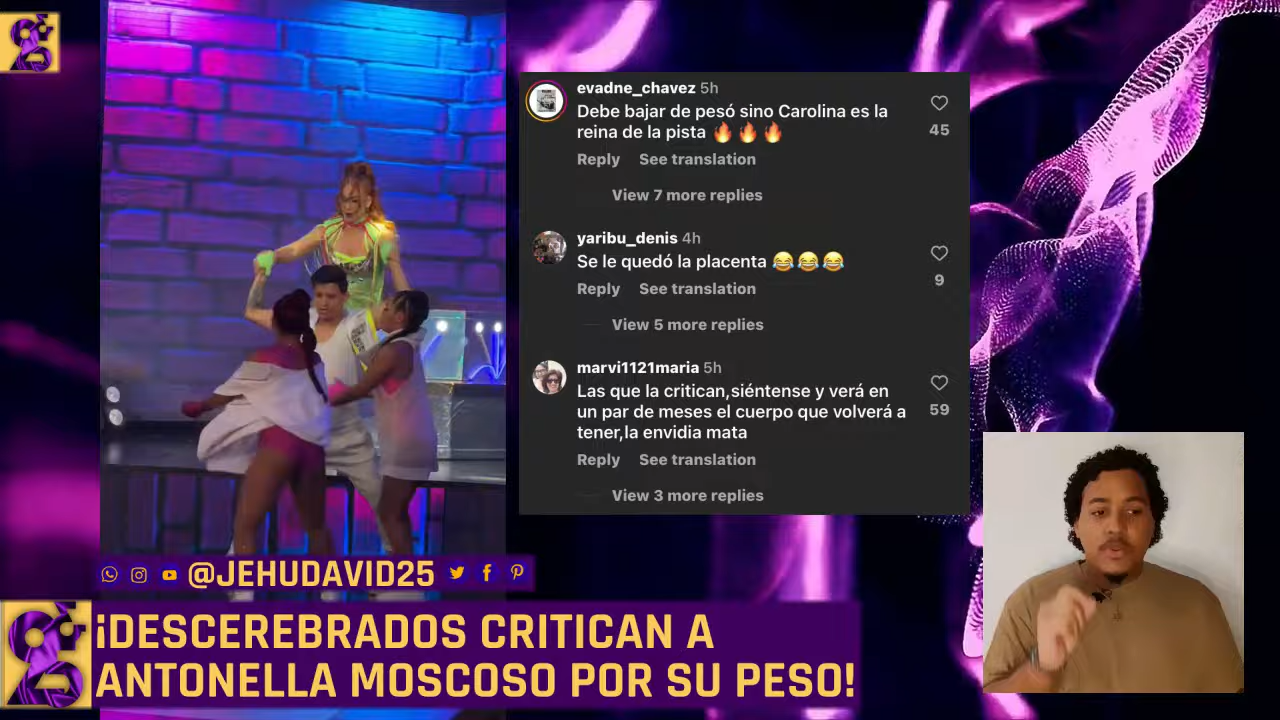 evadne_chavez 5h
Debe bajar de pesó sino Carolina es la
reina de la pista 🔥🔥🔥
45
Reply See translation
View 7 more replies
yaribu_denis 4h
Se le quedó la placenta 😂😂😂
9
Reply See translation
View 5 more replies
marvi1121maria 5h
Las que la critican,siéntense y verá en
un par de meses el cuerpo que volverá a
tener,la envidia mata
59
Reply See translation
View 3 more replies
@JEHUDAVID25
¡DESCEREBRADOS CRITICAN A
ANTONELLA MOSCOSO POR SU PESO!